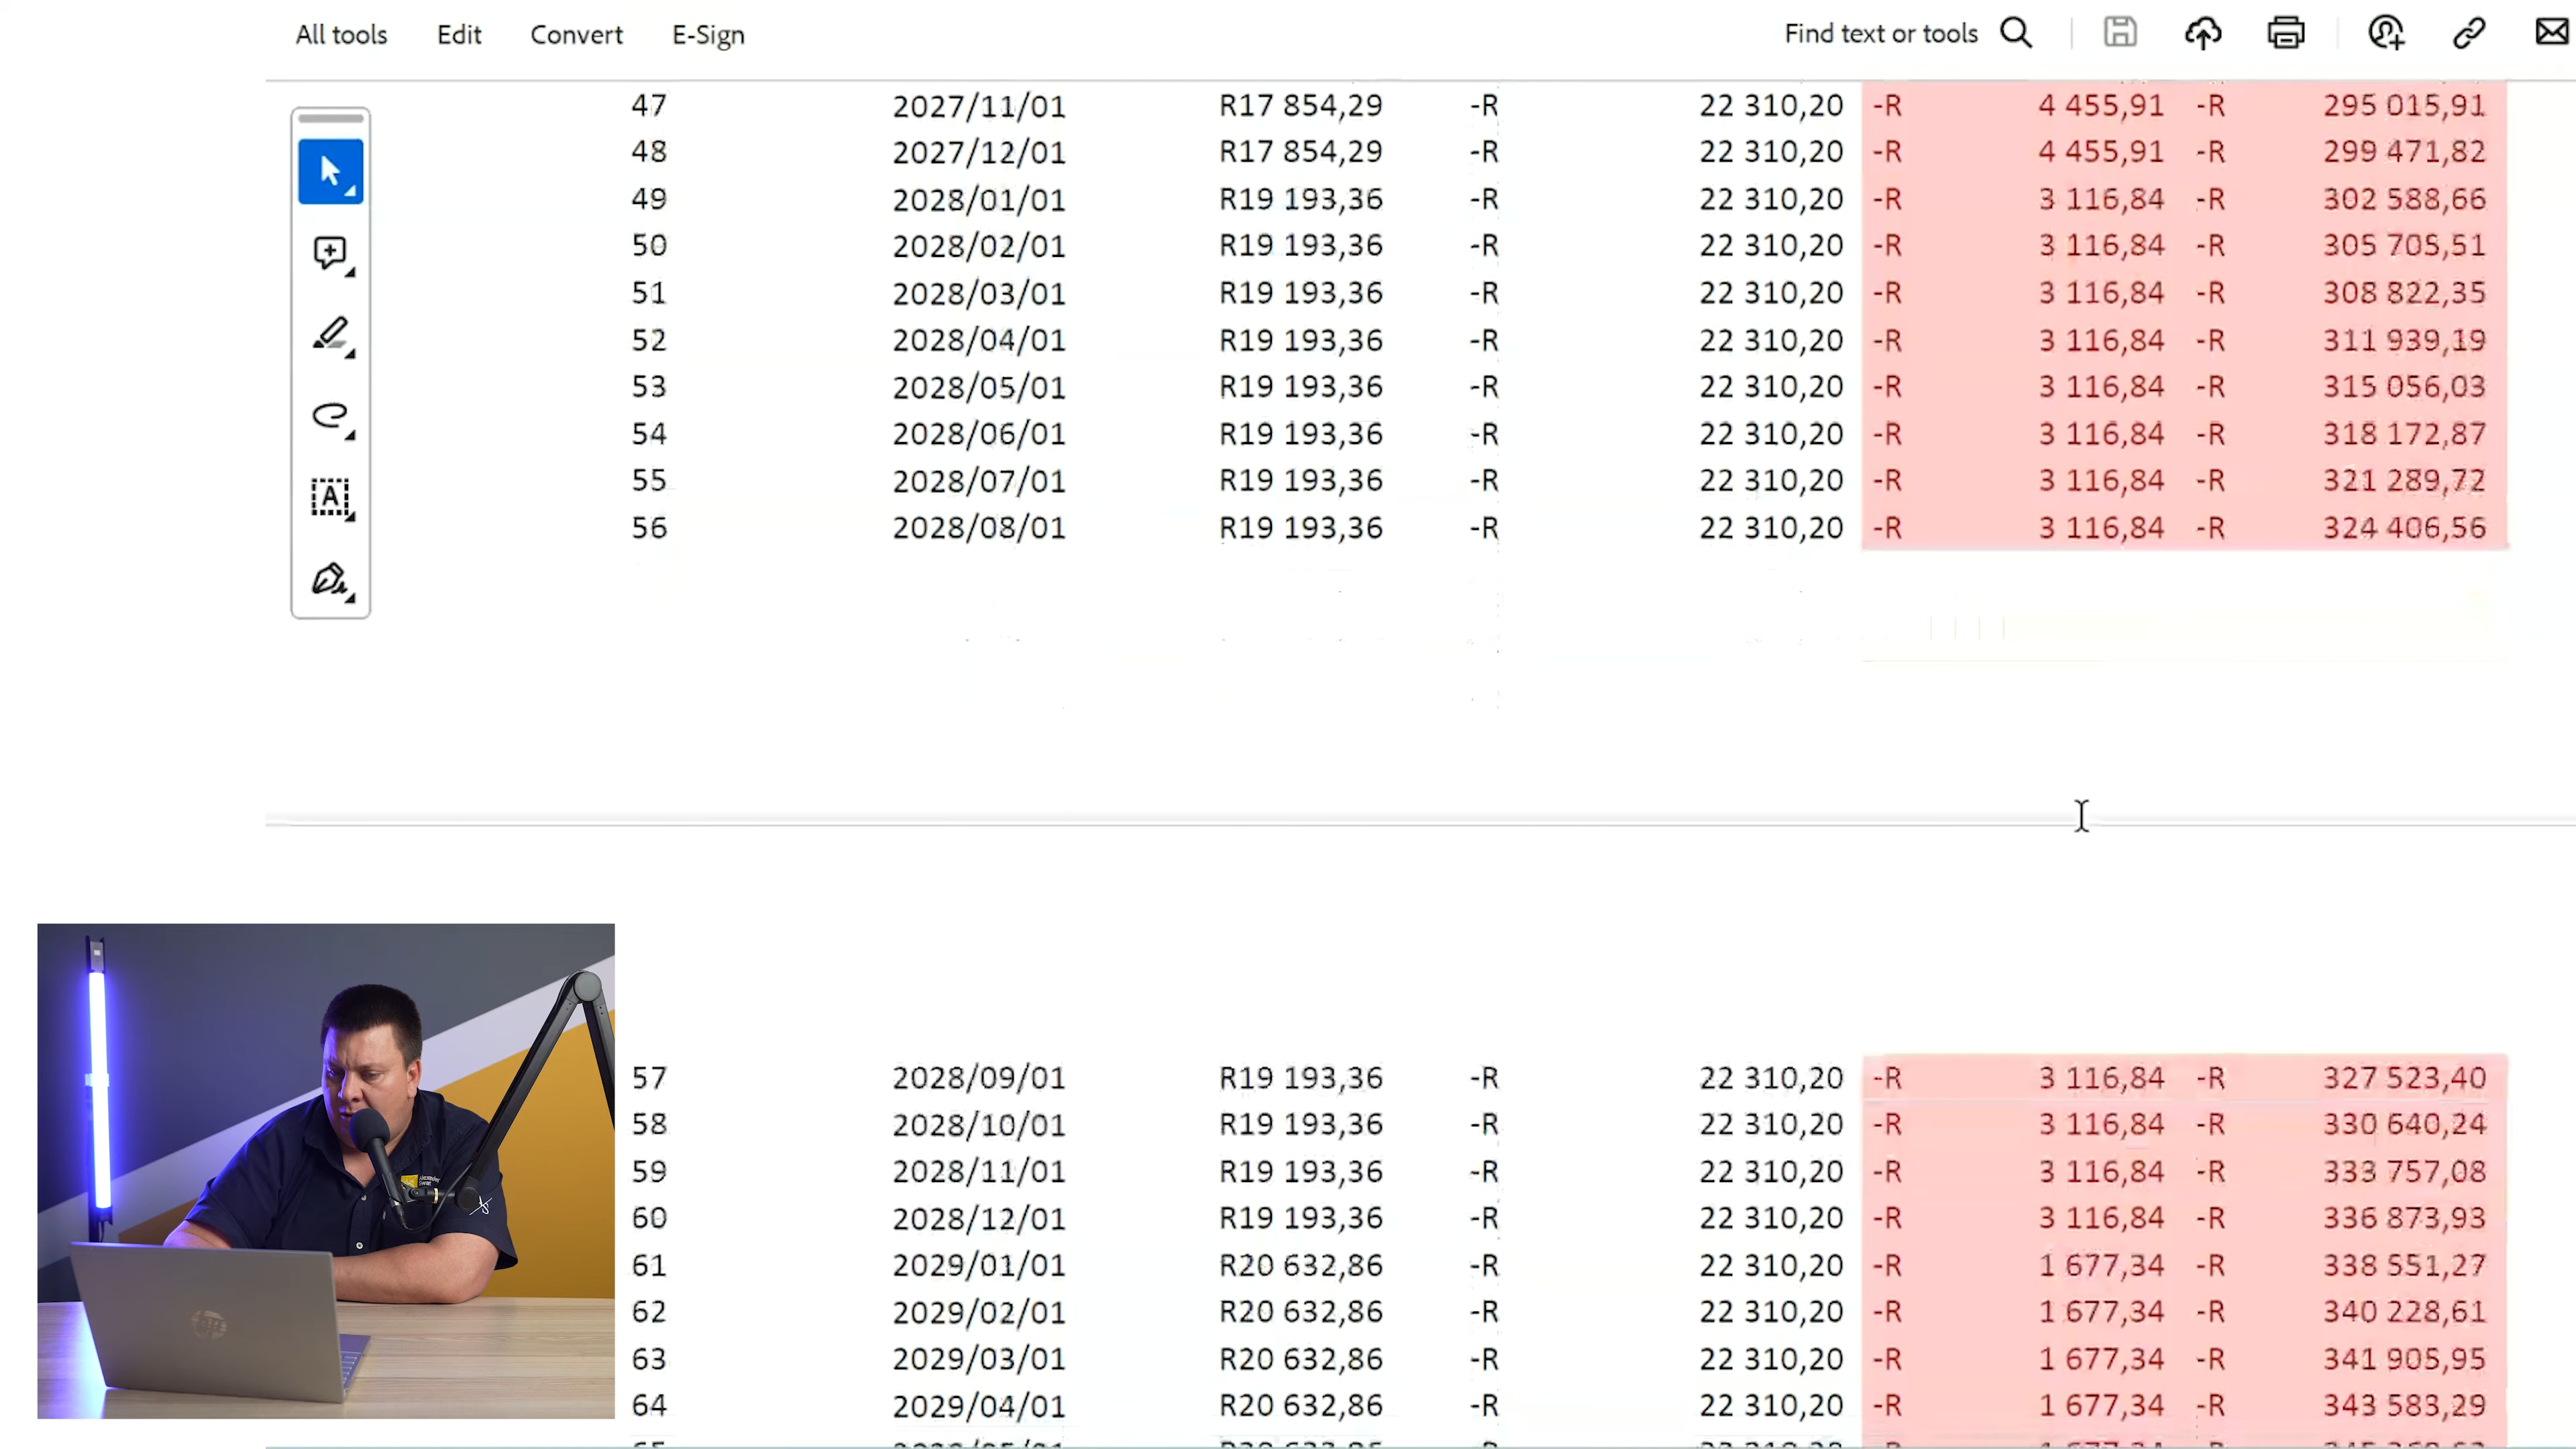 All tools Edit Convert E-Sign Find text or tools
47 2027/11/01 R17 854,29 -R 22 310,20 -R 4 455,91 -R 295 015,91
48 2027/12/01 R17 854,29 -R 22 310,20 -R 4 455,91 -R 299 471,82
49 2028/01/01 R19 193,36 -R 22 310,20 -R 3 116,84 -R 302 588,66
50 2028/02/01 R19 193,36 -R 22 310,20 -R 3 116,84 -R 305 705,51
51 2028/03/01 R19 193,36 -R 22 310,20 -R 3 116,84 -R 308 822,35
52 2028/04/01 R19 193,36 -R 22 310,20 -R 3 116,84 -R 311 939,19
53 2028/05/01 R19 193,36 -R 22 310,20 -R 3 116,84 -R 315 056,03
54 2028/06/01 R19 193,36 -R 22 310,20 -R 3 116,84 -R 318 172,87
55 2028/07/01 R19 193,36 -R 22 310,20 -R 3 116,84 -R 321 289,72
56 2028/08/01 R19 193,36 -R 22 310,20 -R 3 116,84 -R 324 406,56
57 2028/09/01 R19 193,36 -R 22 310,20 -R 3 116,84 -R 327 523,40
58 2028/10/01 R19 193,36 -R 22 310,20 -R 3 116,84 -R 330 640,24
59 2028/11/01 R19 193,36 -R 22 310,20 -R 3 116,84 -R 333 757,08
60 2028/12/01 R19 193,36 -R 22 310,20 -R 3 116,84 -R 336 873,93
61 2029/01/01 R20 632,86 -R 22 310,20 -R 1 677,34 -R 338 551,27
62 2029/02/01 R20 632,86 -R 22 310,20 -R 1 677,34 -R 340 228,61
63 2029/03/01 R20 632,86 -R 22 310,20 -R 1 677,34 -R 341 905,95
64 2029/04/01 R20 632,86 -R 22 310,20 -R 1 677,34 -R 343 583,29